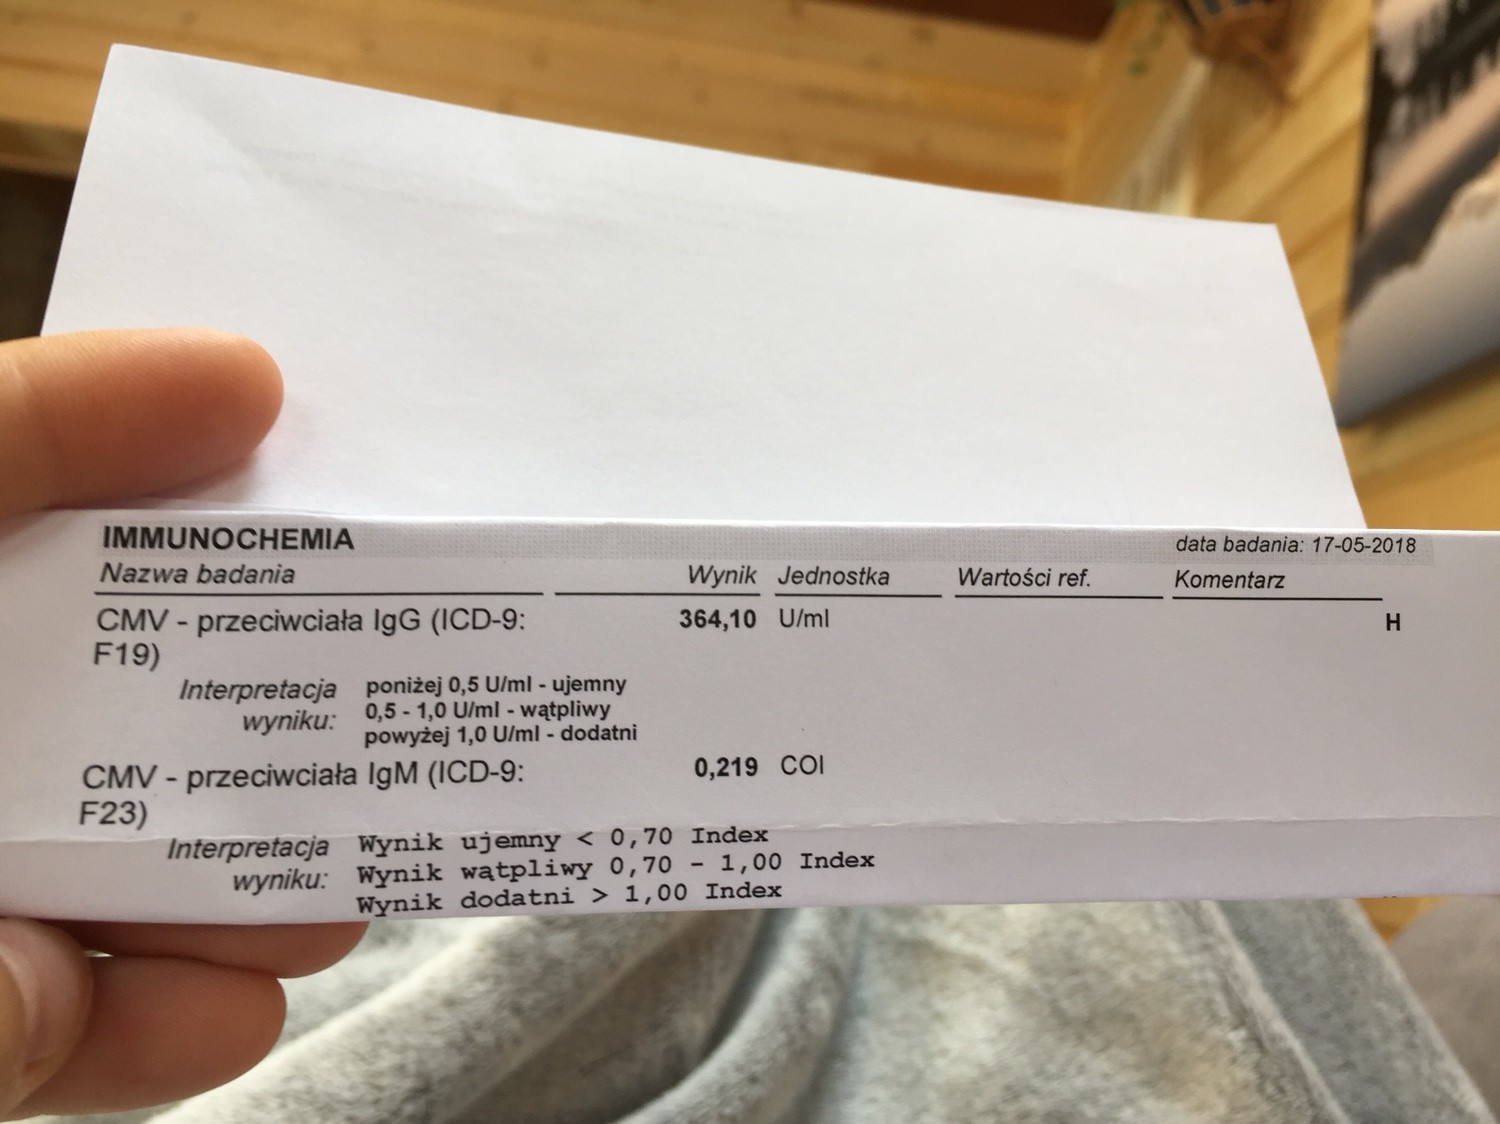 IMMUNOCHEMIA data badania: 17-05-2018
Nazwa badania Wynik Jednostka Wartości ref. Komentarz
CMV - przeciwciała IgG (ICD-9: 364,10 U/ml H
F19)
Interpretacja poniżej 0,5 U/ml - ujemny
wyniku: 0,5 - 1,0 U/ml - wątpliwy
powyżej 1,0 U/ml - dodatni
CMV - przeciwciała IgM (ICD-9: 0,219 COI
F23)
Interpretacja Wynik ujemny < 0,70 Index
wyniku: Wynik wątpliwy 0,70 - 1,00 Index
Wynik dodatni > 1,00 Index